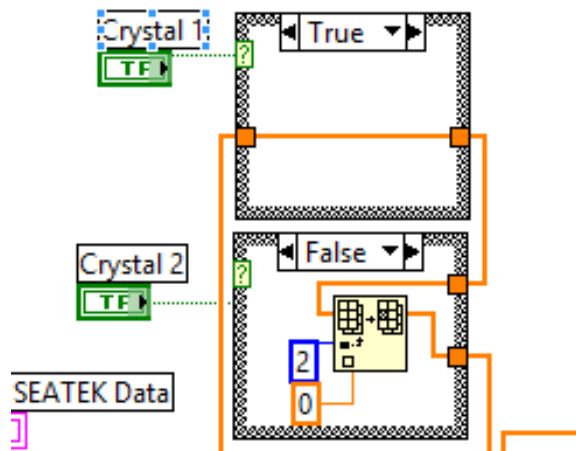 Crystal 1
True
?
TF
Crystal 2
False
?
TF
2
0
SEATEK Data